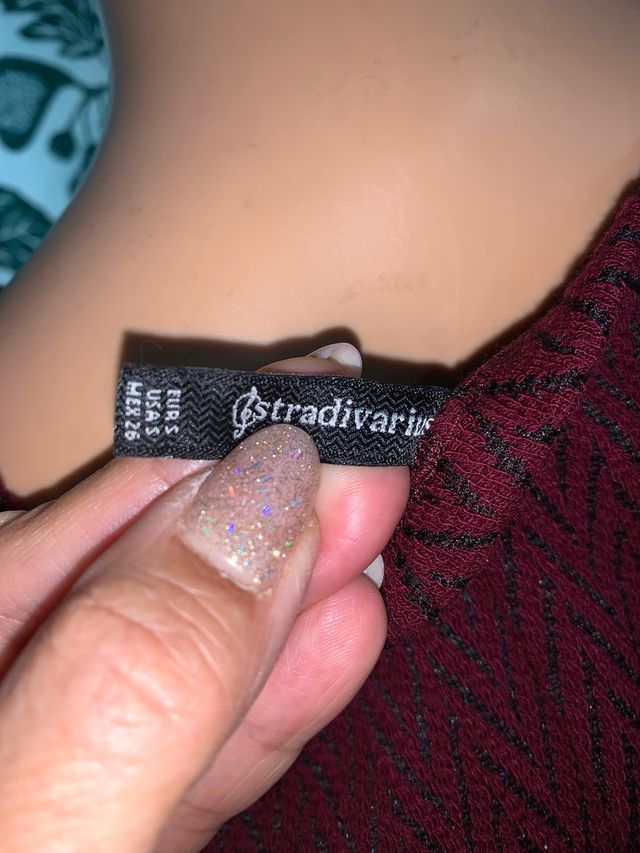 stradivarius
EUR S
USA S
MEX 26